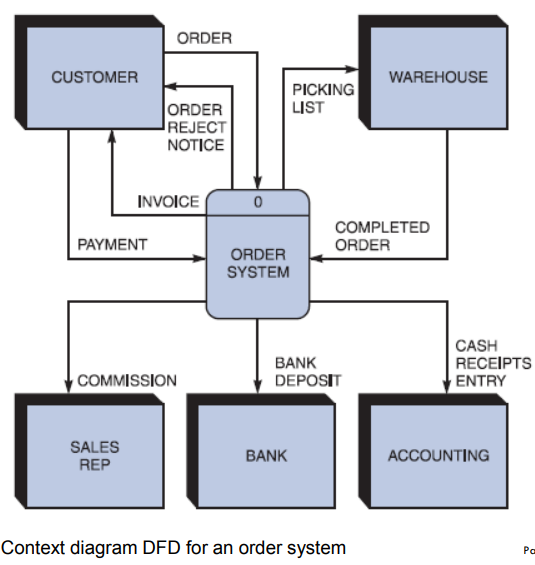 ORDER
CUSTOMER
WAREHOUSE
PICKING
LIST
ORDER
REJECT
NOTICE
INVOICE
0
PAYMENT
ORDER
SYSTEM
COMPLETED
ORDER
COMMISSION
BANK
DEPOSIT
CASH
RECEIPTS
ENTRY
SALES
REP
BANK
ACCOUNTING
Context diagram DFD for an order system